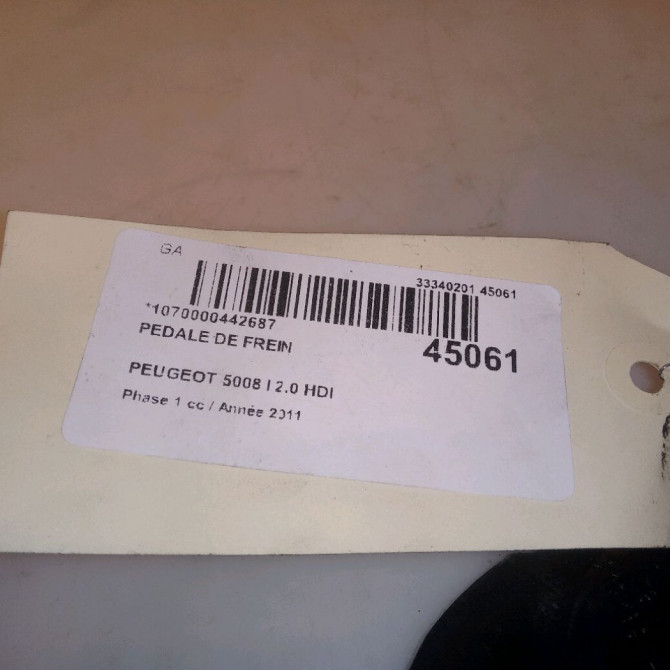 GA
33340201 45061
*1070000442687
PEDALE DE FREIN
45061
PEUGEOT 5008 I 2.0 HDI
Phase 1 cc / Année 2011